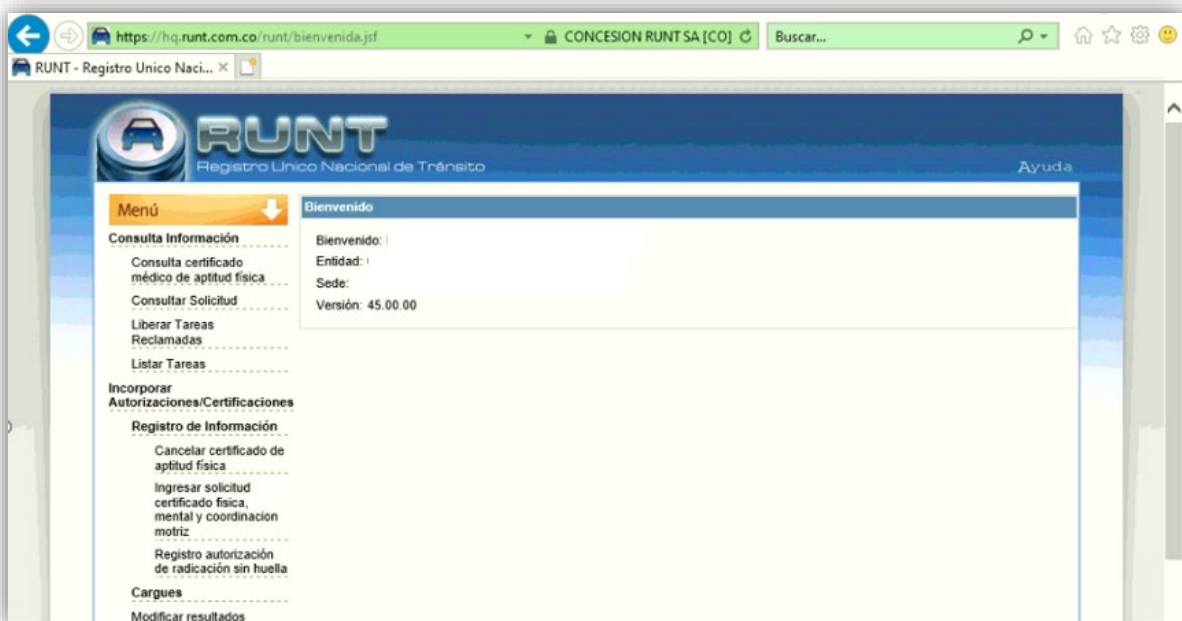 https://hq.runt.com.co/runt/bienvenida.jsf
CONCESION RUNT SA [CO]
Buscar...
RUNT - Registro Unico Naci...
RUNT
Registro Unico Nacional de Trânsito
Ayuda
Menú
Consulta Información
Consulta certificado
médico de aptitud física
Consultar Solicitud
Liberar Tareas
Reclamadas
Listar Tareas
Incorporar
Autorizaciones/Certificaciones
Registro de Información
Cancelar certificado de
aptitud física
Ingresar solicitud
certificado fisica,
mental y coordinacion
motriz
Registro autorización
de radicación sin huella
Cargues
Modificar resultados
Bienvenido
Bienvenido:
Entidad:
Sede:
Versión: 45.00.00